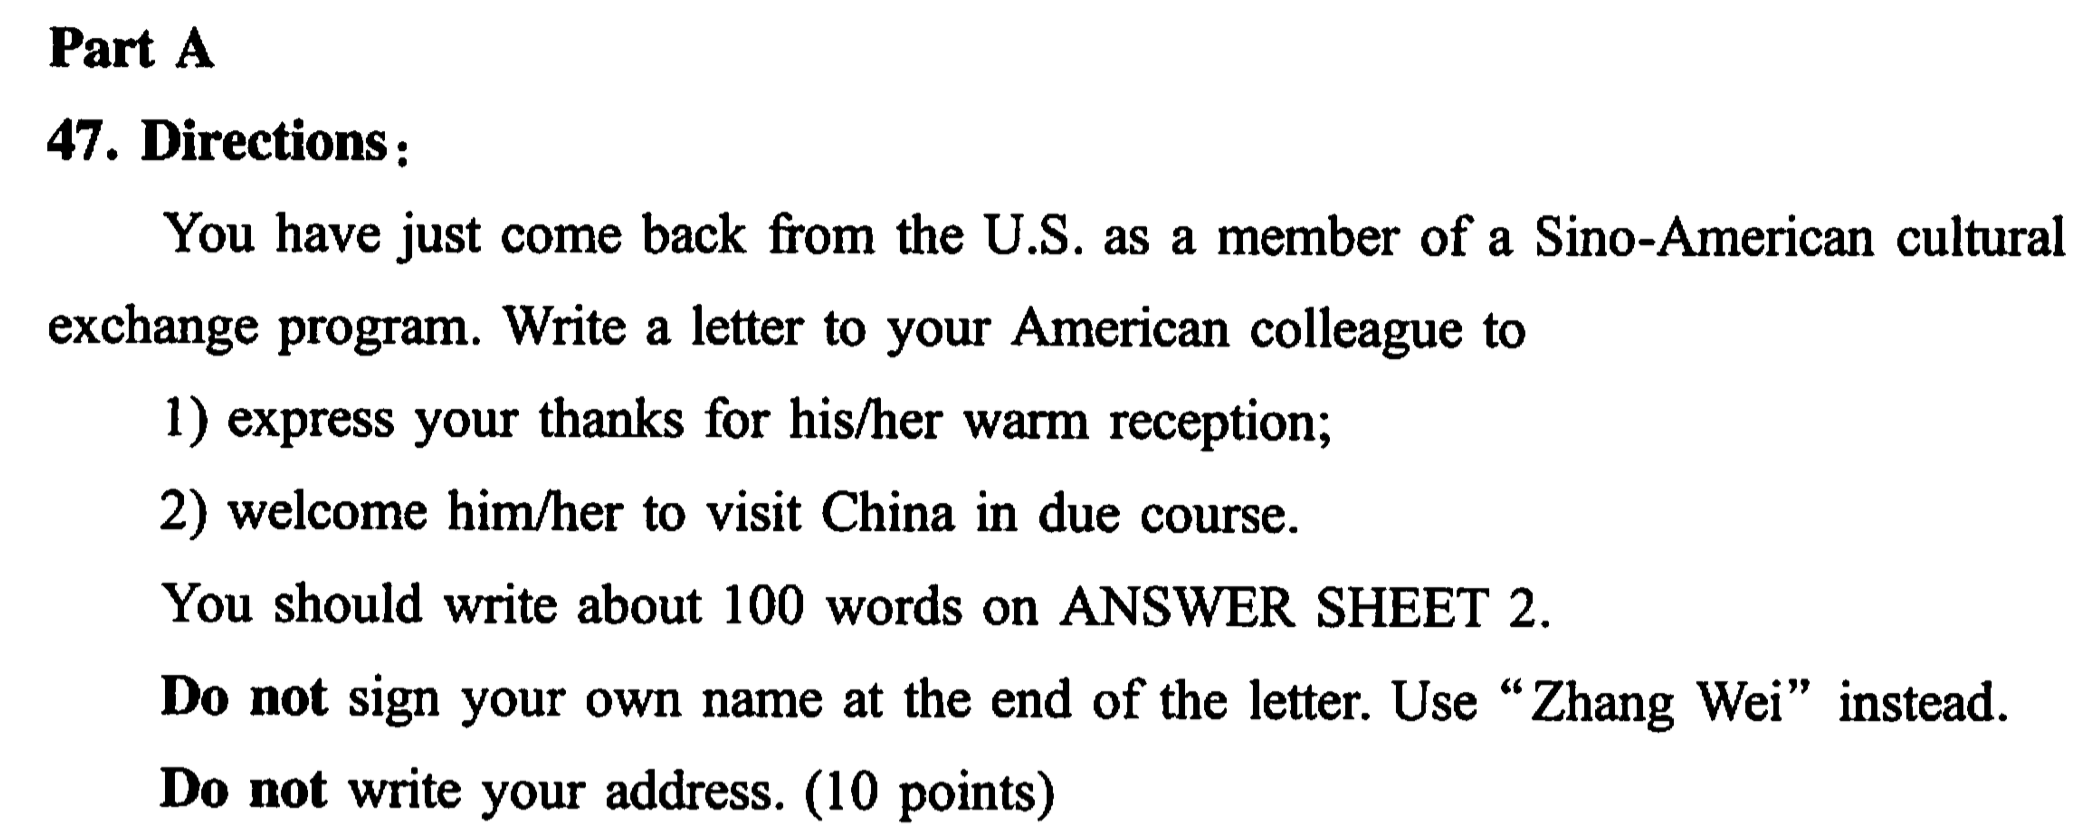 Part A
47. Directions:
You have just come back from the U.S. as a member of a Sino-American cultural
exchange program. Write a letter to your American colleague to
1) express your thanks for his/her warm reception;
2) welcome him/her to visit China in due course.
You should write about 100 words on ANSWER SHEET 2.
Do not sign your own name at the end of the letter. Use “Zhang Wei” instead.
Do not write your address. (10 points)